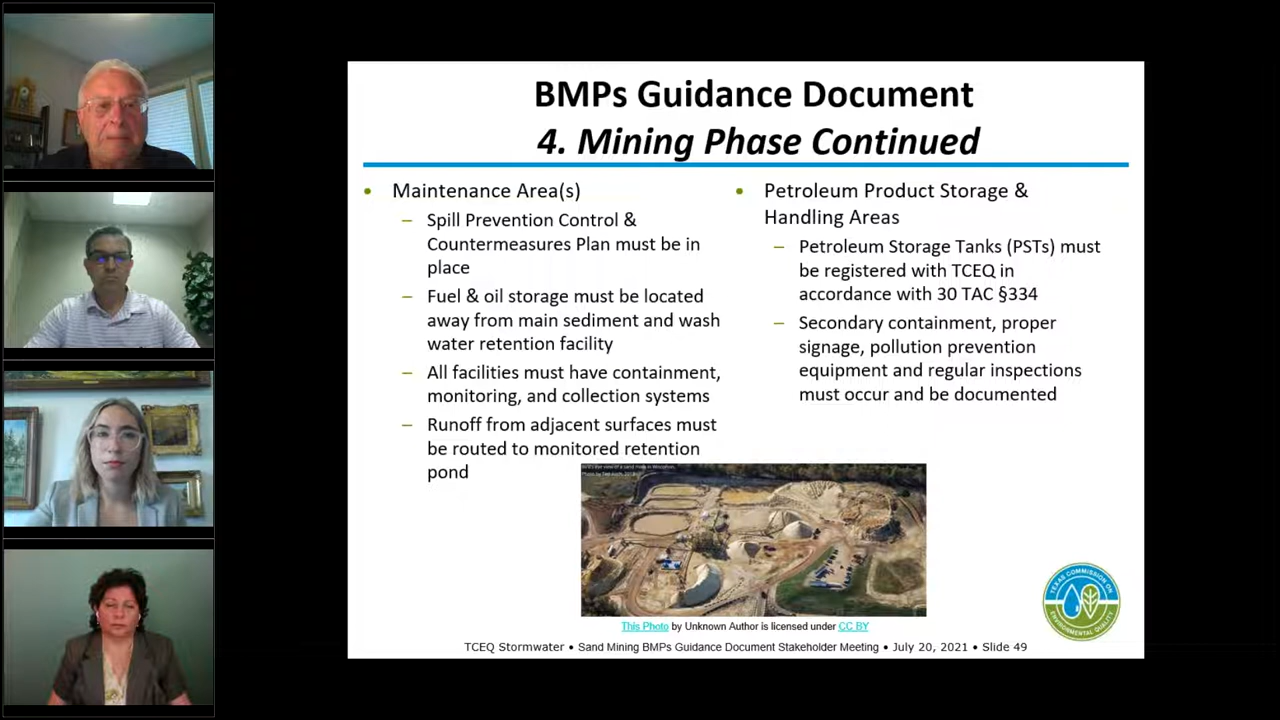 BMPs Guidance Document
4. Mining Phase Continued
• Maintenance Area(s)
– Spill Prevention Control &
Countermeasures Plan must be in
place
– Fuel & oil storage must be located
away from main sediment and wash
water retention facility
– All facilities must have containment,
monitoring, and collection systems
– Runoff from adjacent surfaces must
be routed to monitored retention
pond
• Petroleum Product Storage &
Handling Areas
– Petroleum Storage Tanks (PSTs) must
be registered with TCEQ in
accordance with 30 TAC §334
– Secondary containment, proper
signage, pollution prevention
equipment and regular inspections
must occur and be documented
This Photo by Unknown Author is licensed under CC BY
TEXAS COMMISSION ON
ENVIRONMENTAL QUALITY
TCEQ Stormwater • Sand Mining BMPs Guidance Document Stakeholder Meeting • July 20, 2021 • Slide 49